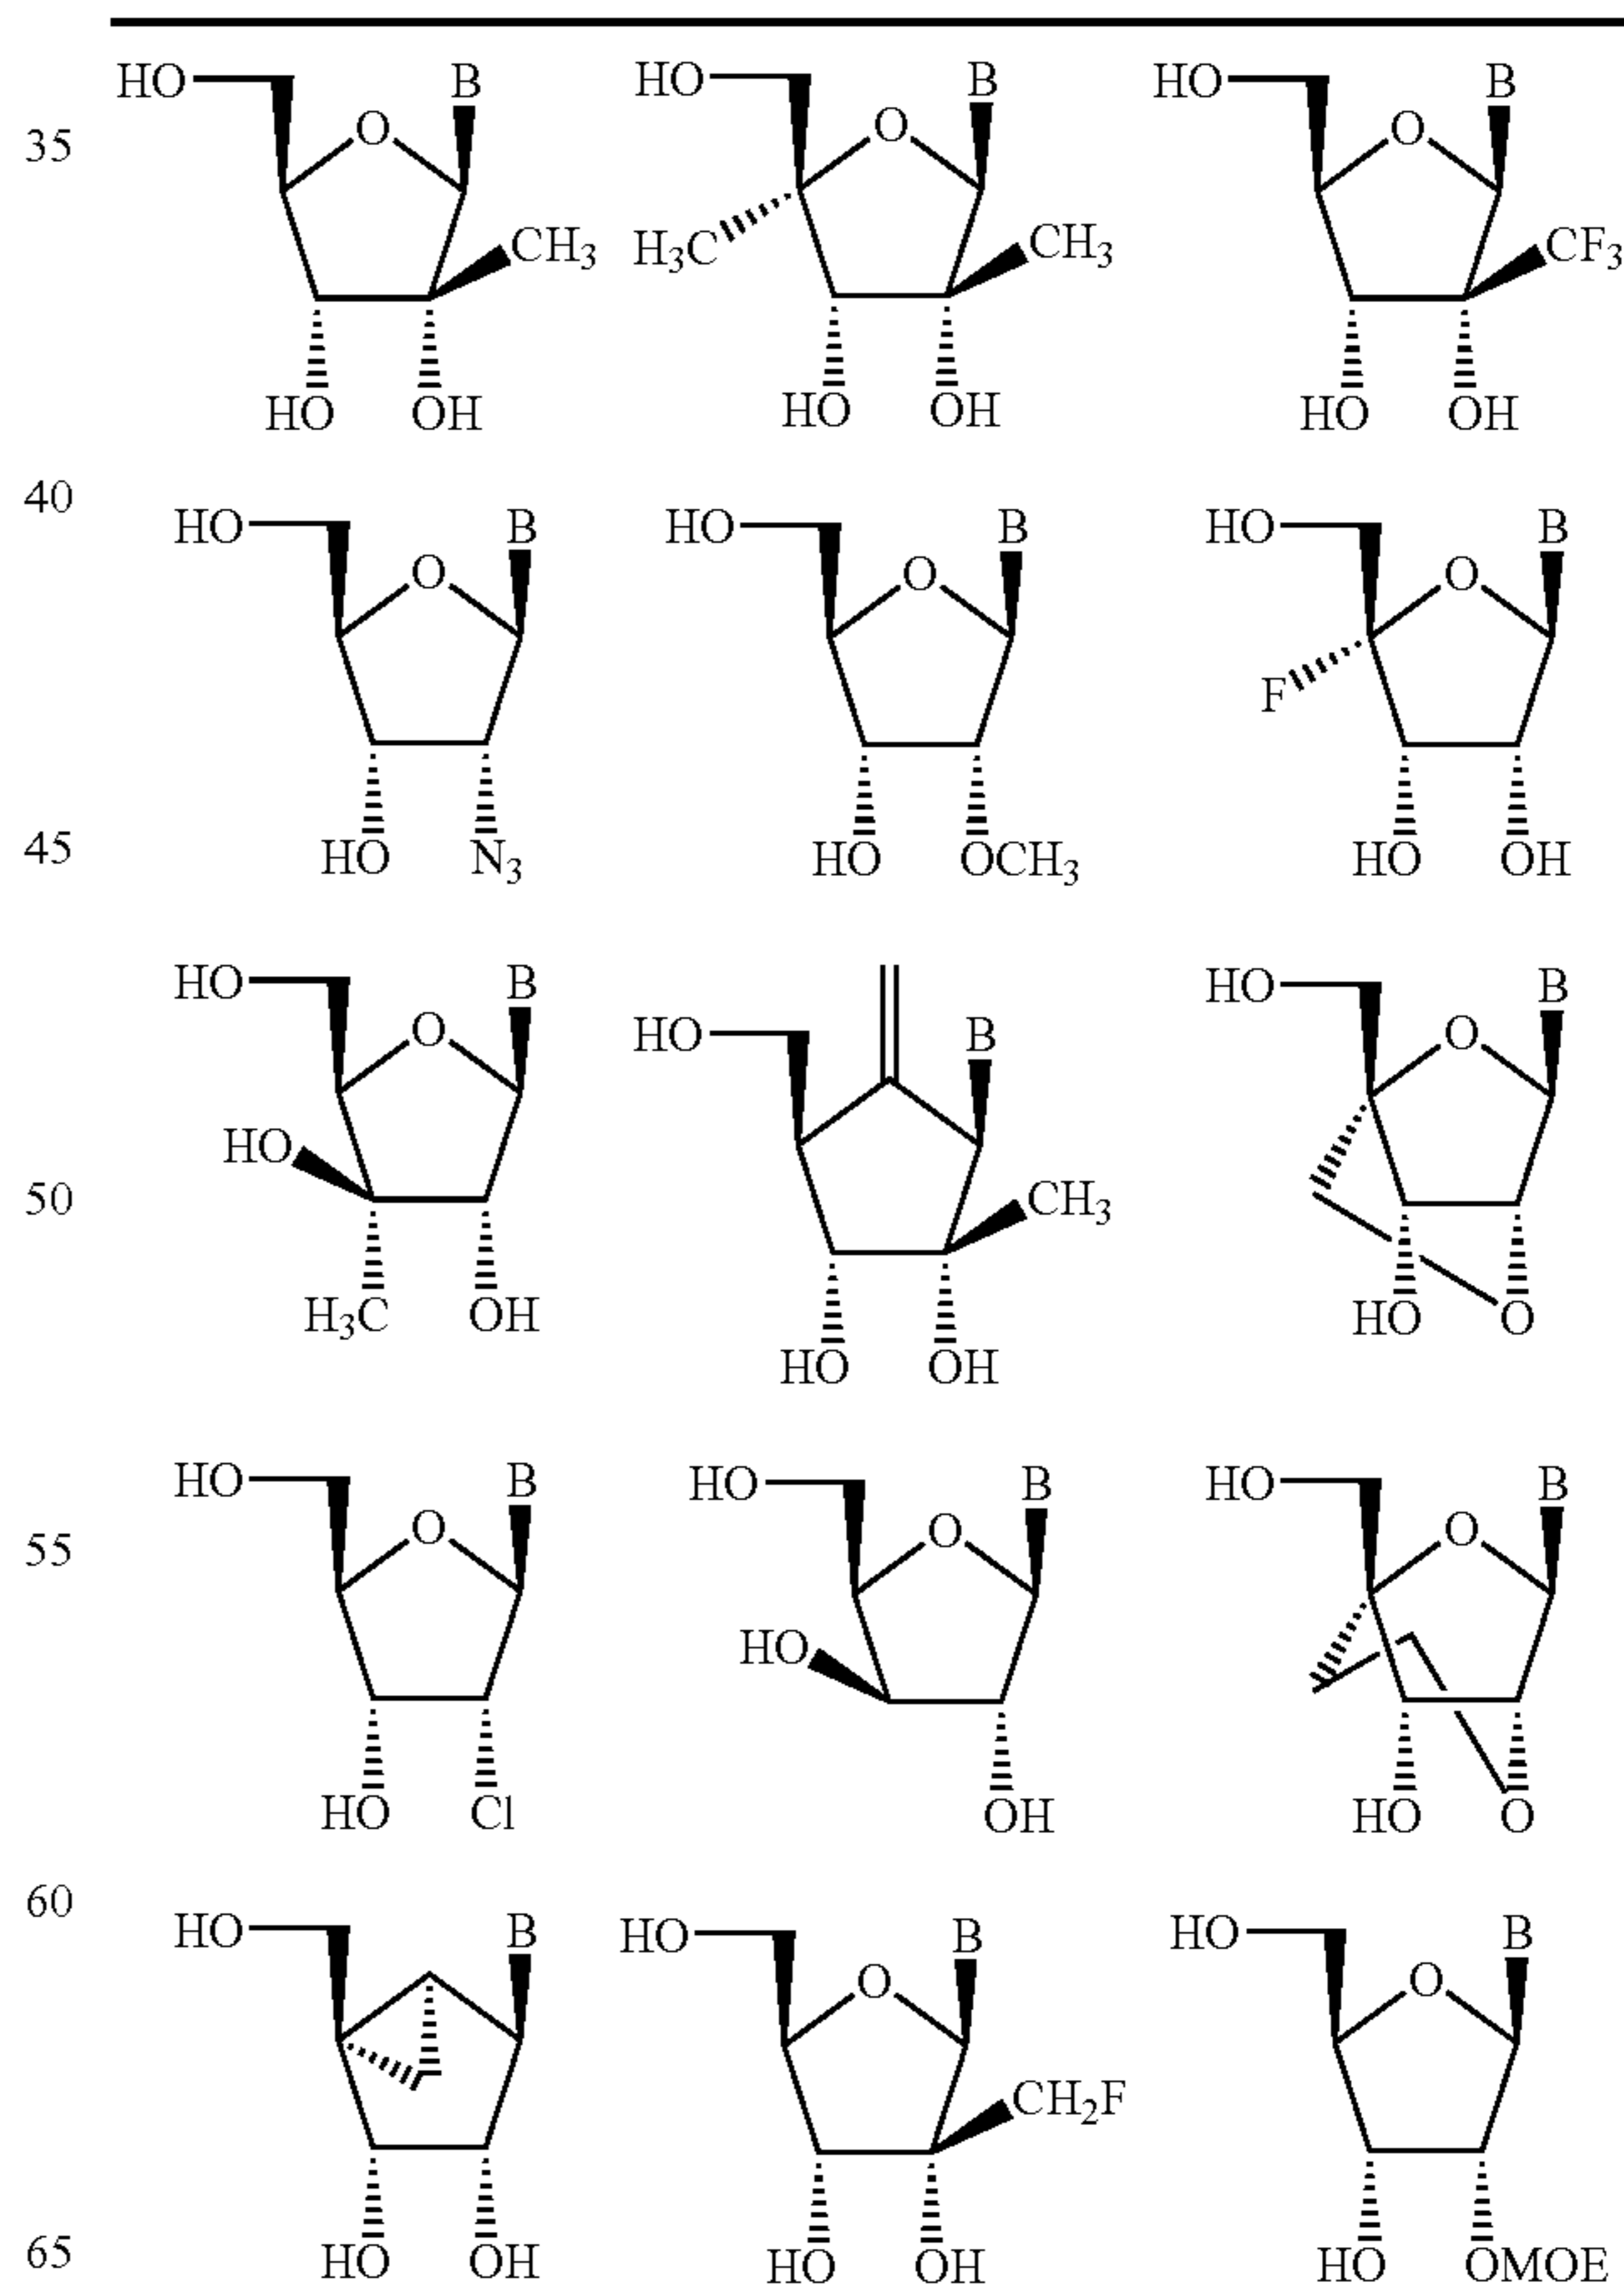 HO B HO B HO B
35 O O O
CH3 H3C CH3 CF3
HO OH HO OH HO OH
40
HO B HO B HO B
O O O
F
45 HO N3 HO OCH3 HO OH
HO B HO B HO B
O O
HO
50 CH3
H3C OH HO OH HO O
HO B HO B HO B
55 O O O
HO
HO Cl OH HO O
60
HO B HO B HO B
O O
CH2F
65 HO OH HO OH HO OMOE